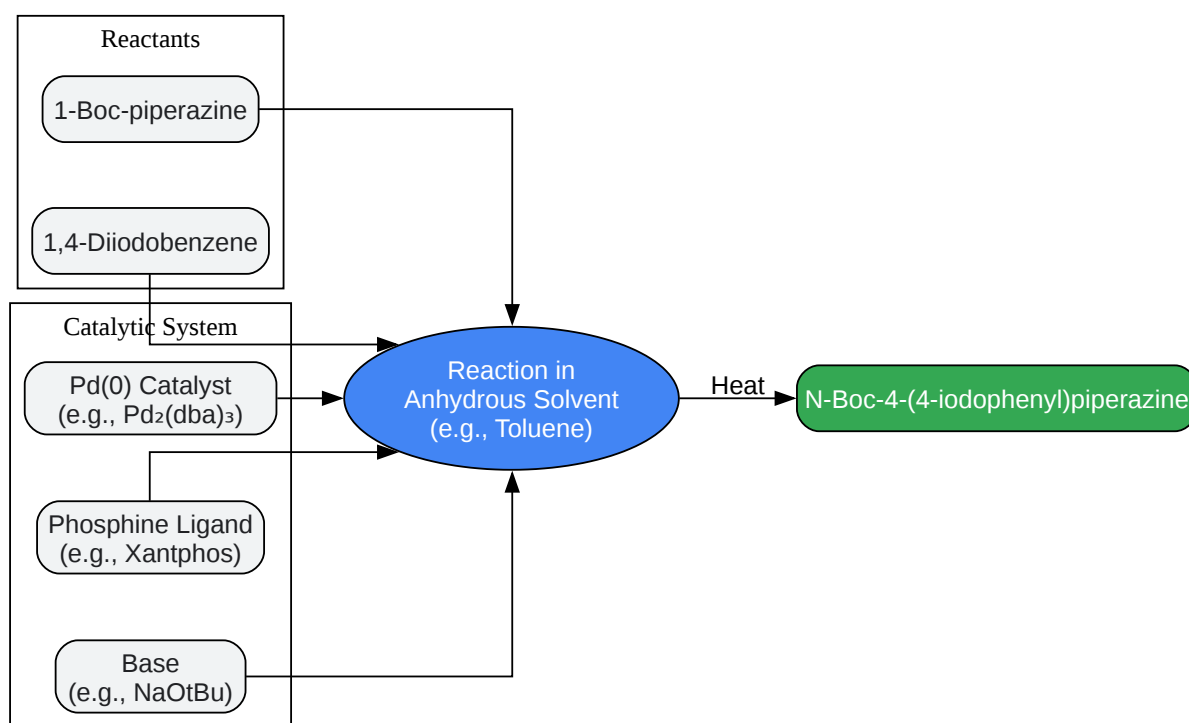 Reactants
1-Boc-piperazine
1,4-Diiodobenzene
Catalytic System
Pd(0) Catalyst
(e.g., Pd₂(dba)₃)
Phosphine Ligand
(e.g., Xantphos)
Base
(e.g., NaOtBu)
Reaction in
Anhydrous Solvent
(e.g., Toluene)
Heat
N-Boc-4-(4-iodophenyl)piperazine